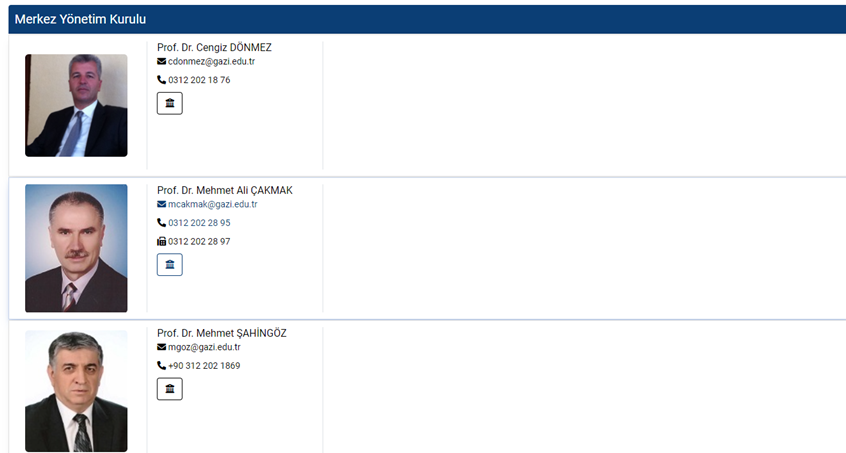 Merkez Yönetim Kurulu
Prof. Dr. Cengiz DÖNMEZ
cdonmez@gazi.edu.tr
0312 202 18 76
Prof. Dr. Mehmet Ali ÇAKMAK
mcakmak@gazi.edu.tr
0312 202 28 95
0312 202 28 97
Prof. Dr. Mehmet ŞAHİNGÖZ
mgoz@gazi.edu.tr
+90 312 202 1869